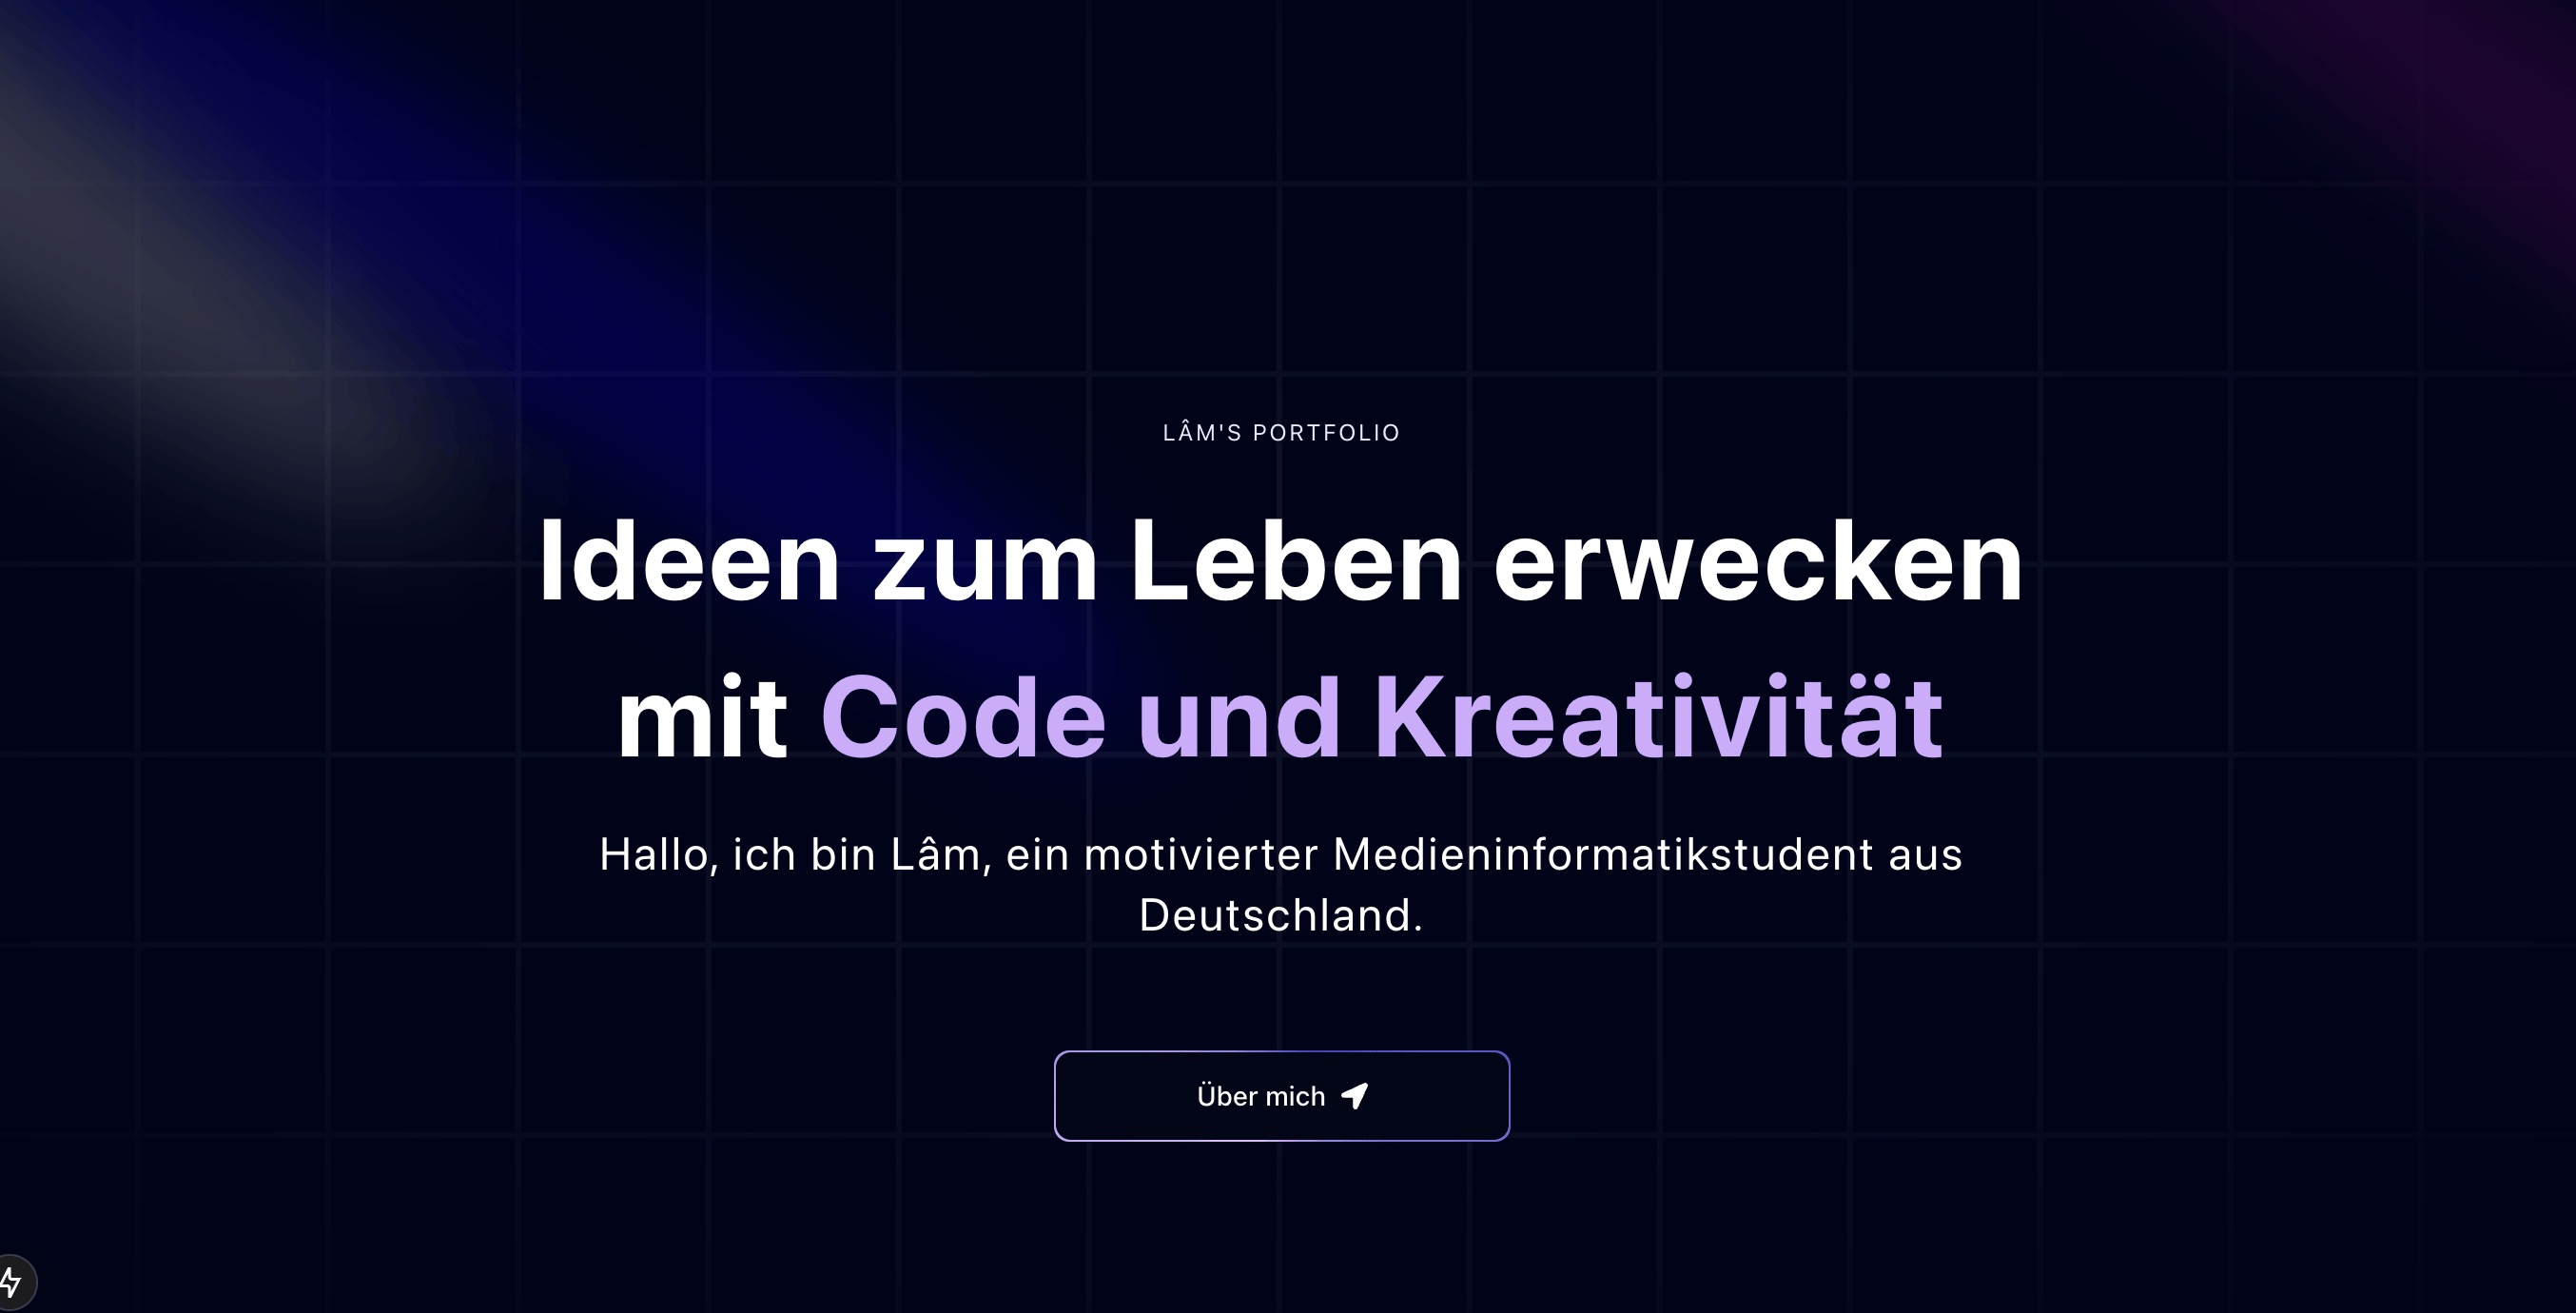 LÂM'S PORTFOLIO
Ideen zum Leben erwecken
mit Code und Kreativität
Hallo, ich bin Lâm, ein motivierter Medieninformatikstudent aus
Deutschland.
Über mich